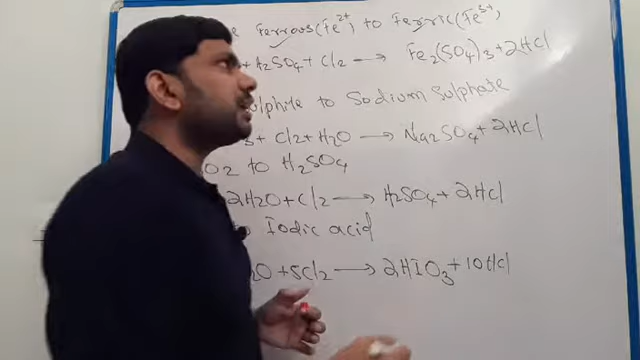 Ferrous (Fe²⁺) to Ferric (Fe³⁺)
H₂SO₄ + Cl₂ → Fe₂(SO₄)₃ + 2HCl
Sulphite to Sodium Sulphate
+ Cl₂ + H₂O → Na₂SO₄ + 2HCl
to H₂SO₄
2H₂O + Cl₂ → H₂SO₄ + 2HCl
Iodic acid
+ 5Cl₂ → 2HIO₃ + 10HCl